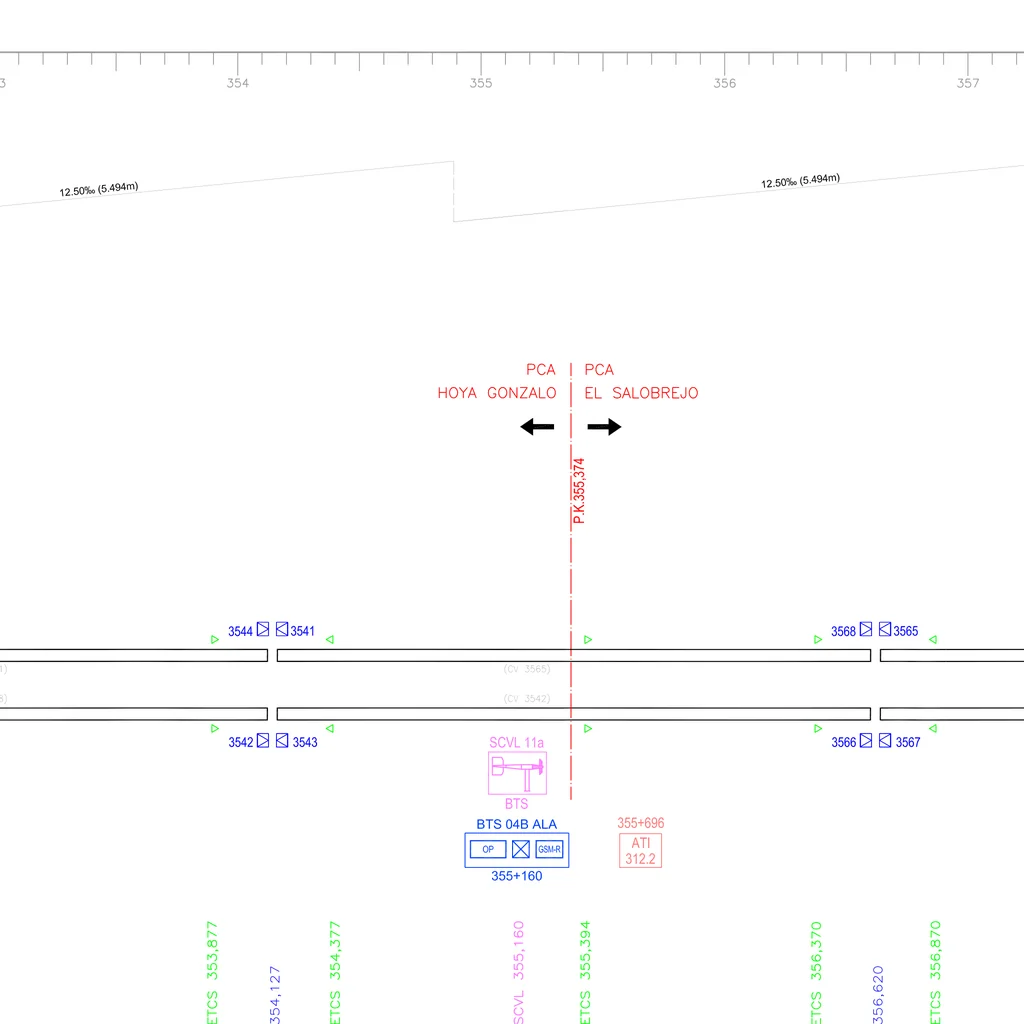 3
354
355
356
357
12.50‰ (5.494m)
12.50‰ (5.494m)
PCA
HOYA GONZALO
PCA
EL SALOBREJO
P.K.355,374
3544
3541
3568
3565
(CV 3565)
(CV 3542)
3542
3543
3566
3567
SCVL 11a
BTS
BTS 04B ALA
OP
GSM-R
355+160
355+696
ATI
312.2
ETCS 353,877
354,127
ETCS 354,377
SCVL 355,160
ETCS 355,394
ETCS 356,370
356,620
ETCS 356,870